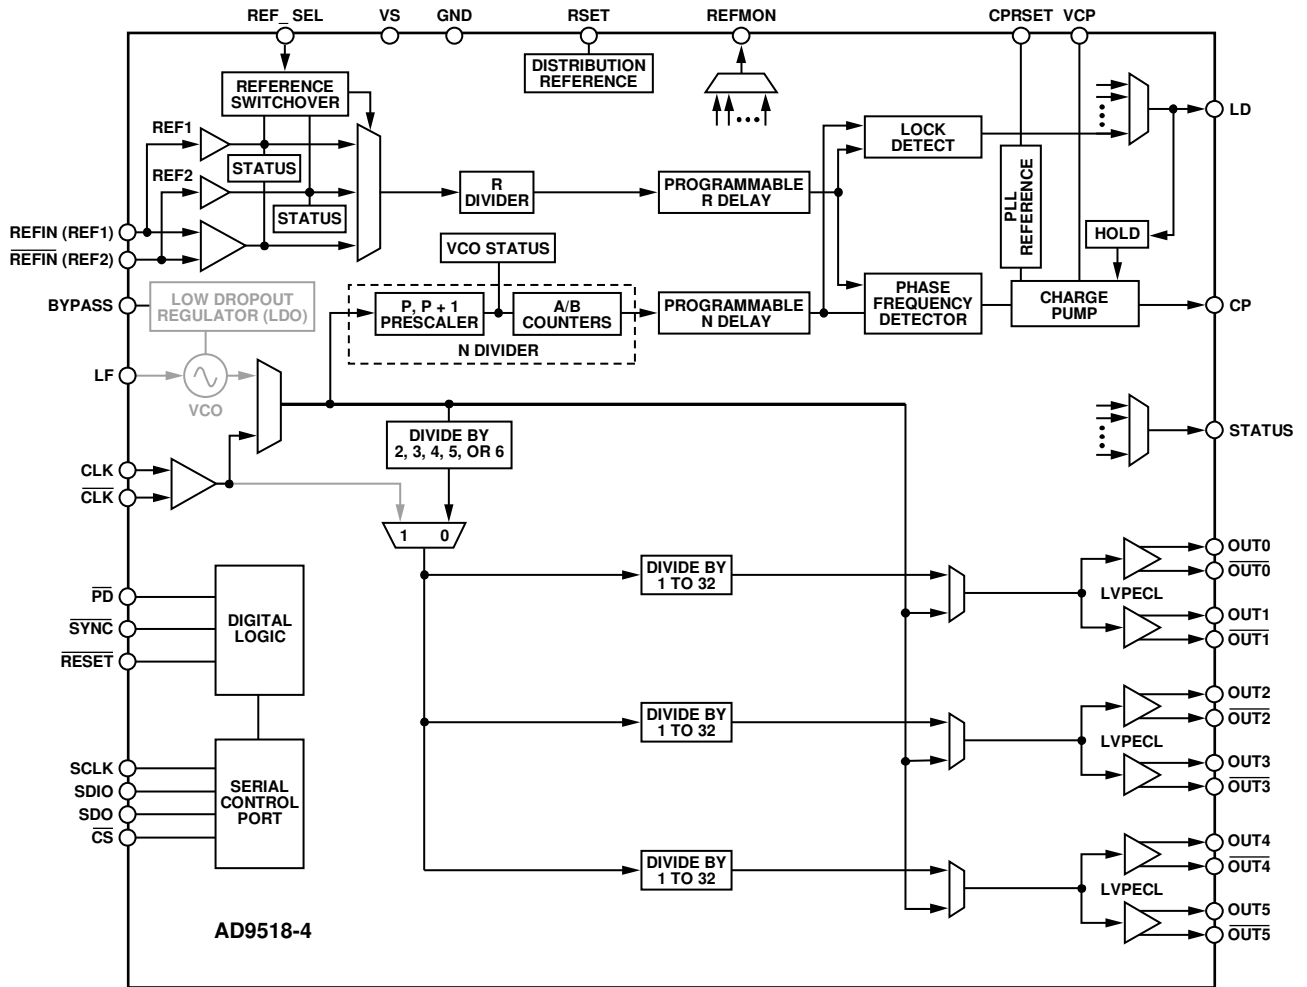 REF_ SEL
VS
GND
RSET
REFMON
CPRSET
VCP
DISTRIBUTION
REFERENCE
REFERENCE
SWITCHOVER
REF1
STATUS
REF2
STATUS
REFIN (REF1)
REFIN (REF2)
BYPASS
LF
R
DIVIDER
PROGRAMMABLE
R DELAY
LOCK
DETECT
LD
PLL
REFERENCE
HOLD
VCO STATUS
LOW DROPOUT
REGULATOR (LDO)
P, P + 1
PRESCALER
A/B
COUNTERS
N DIVIDER
PROGRAMMABLE
N DELAY
PHASE
FREQUENCY
DETECTOR
CHARGE
PUMP
CP
VCO
STATUS
DIVIDE BY
2, 3, 4, 5, OR 6
CLK
CLK
1 0
DIVIDE BY
1 TO 32
LVPECL
OUT0
OUT0
OUT1
OUT1
PD
SYNC
RESET
DIGITAL
LOGIC
DIVIDE BY
1 TO 32
LVPECL
OUT2
OUT2
OUT3
OUT3
SCLK
SDIO
SDO
CS
SERIAL
CONTROL
PORT
DIVIDE BY
1 TO 32
LVPECL
OUT4
OUT4
OUT5
OUT5
AD9518-4